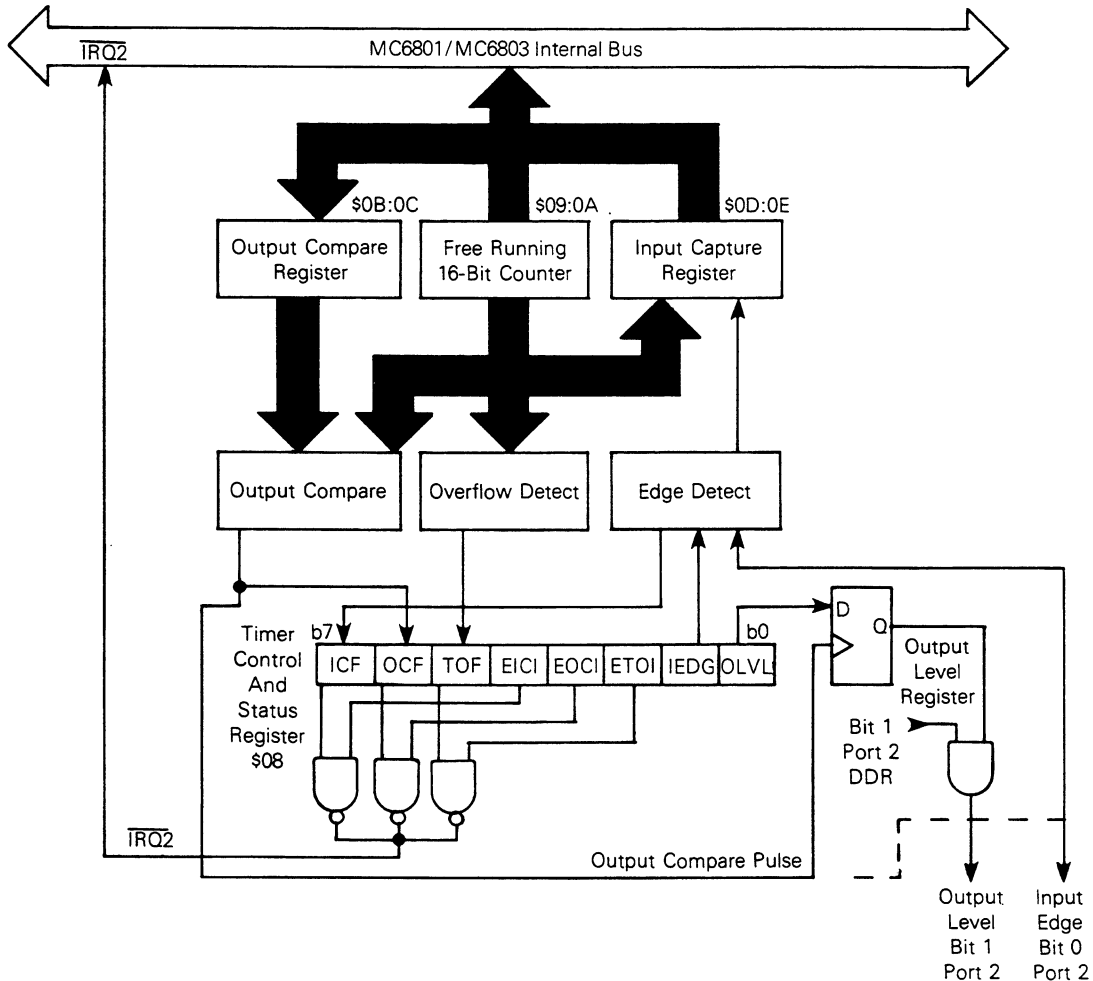 IRQ2
MC6801/MC6803 Internal Bus
$0B:0C
$09:0A
$0D:0E
Output Compare
Register
Free Running
16-Bit Counter
Input Capture
Register
Output Compare
Overflow Detect
Edge Detect
Timer
Control
And
Status
Register
$08
b7
b0
ICF
OCF
TOF
EICI
EOCI
ETOI
IEDG
OLVL
D
Q
Output
Level
Register
Bit 1
Port 2
DDR
IRQ2
Output Compare Pulse
Output
Level
Bit 1
Port 2
Input
Edge
Bit 0
Port 2